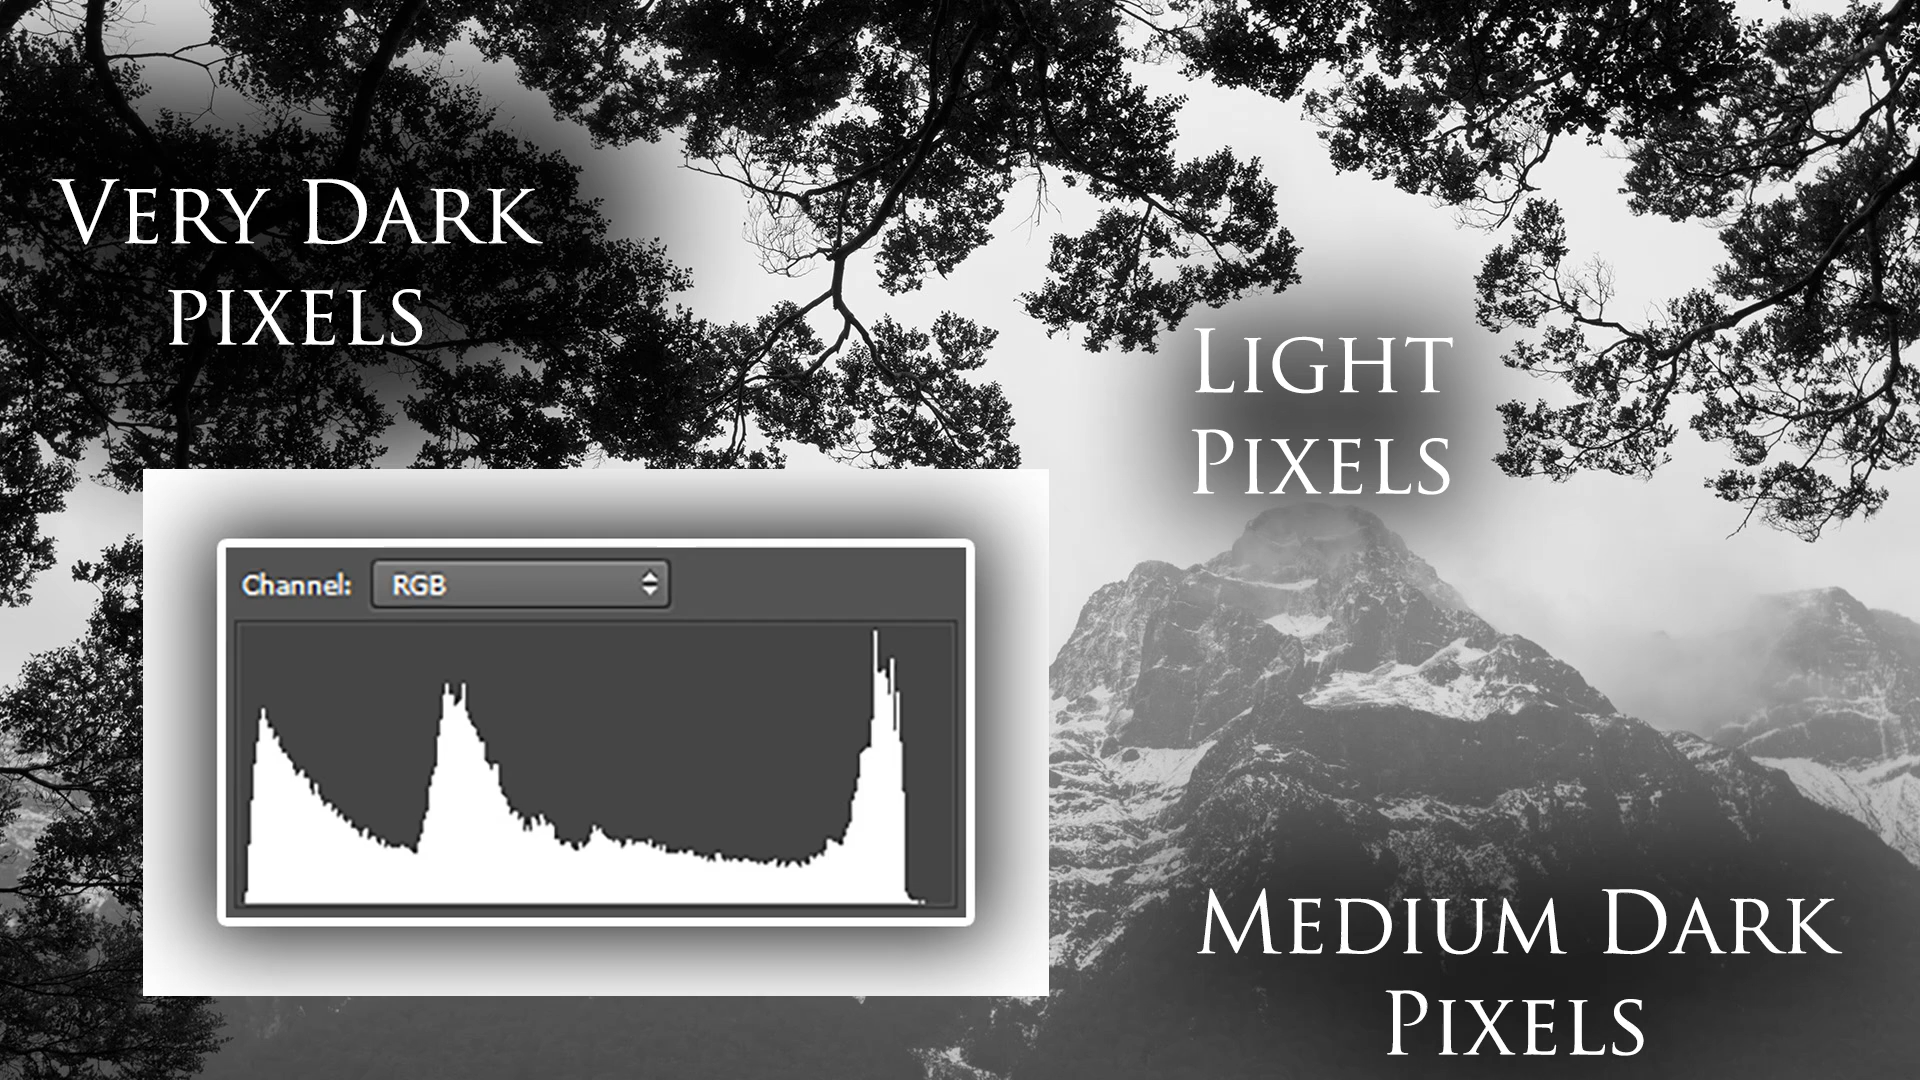 Very Dark
pixels
Light
Pixels
Channel: RGB
Medium Dark
Pixels